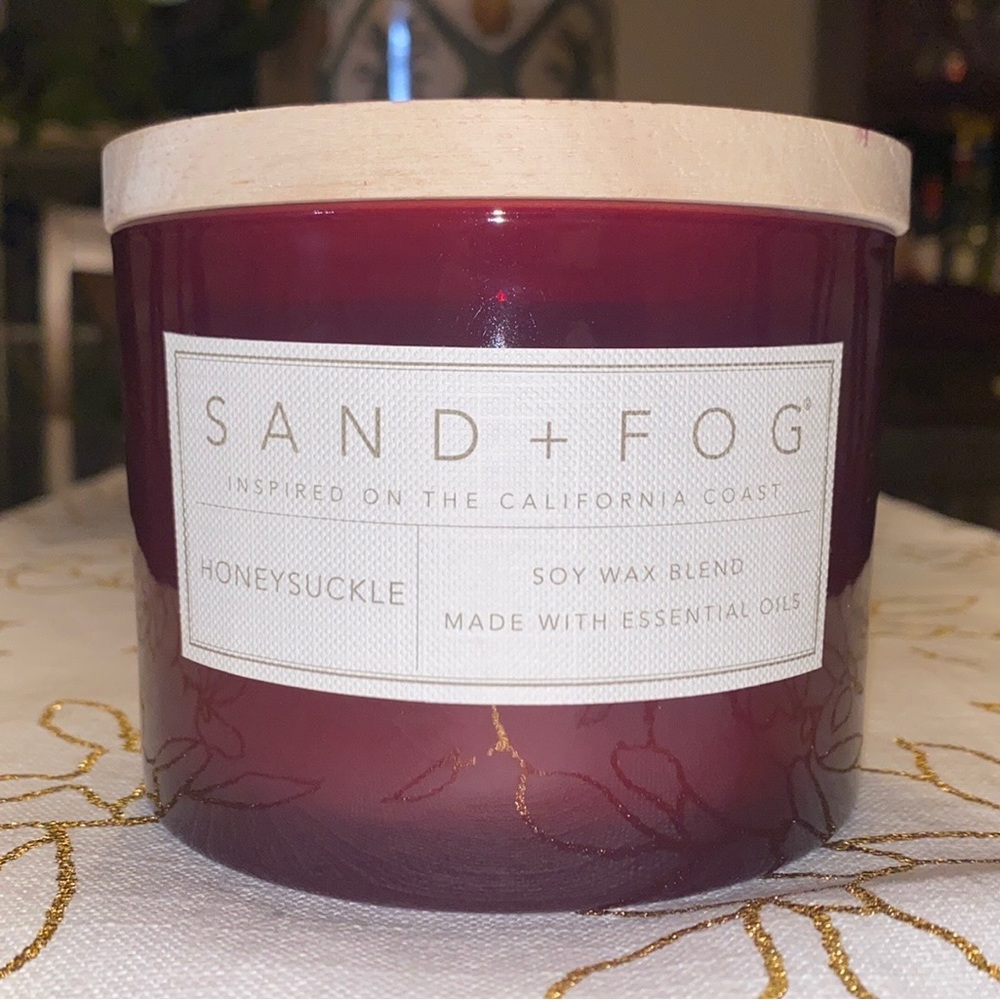 SAND + FOG®
INSPIRED ON THE CALIFORNIA COAST
HONEYSUCKLE
SOY WAX BLEND
MADE WITH ESSENTIAL OILS